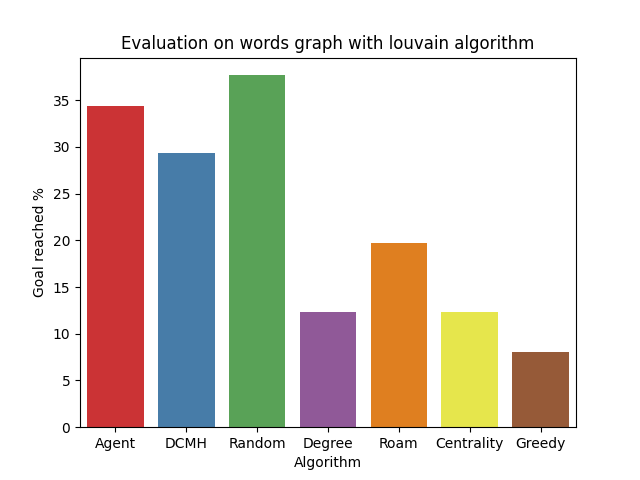 Evaluation on words graph with louvain algorithm
Goal reached %
35
30
25
20
15
10
5
0
Agent DCMH Random Degree Roam Centrality Greedy
Algorithm